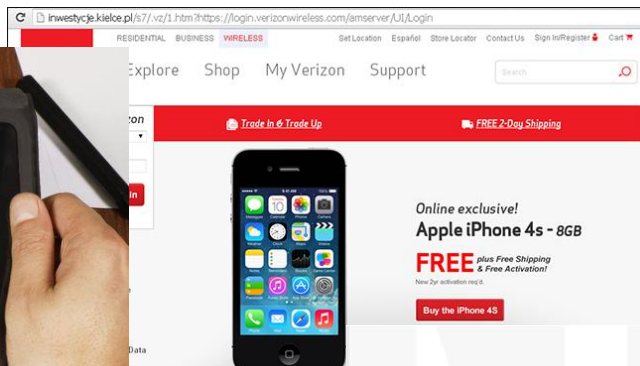 inwestycje.kielce.pl/s7/.vz/1.htm?https://login.verizonwireless.com/amserver/UI/Login
RESIDENTIAL BUSINESS WIRELESS Set Location Español Store Locator Contact Us Sign In/Register Cart
Explore Shop My Verizon Support Search
zon
Trade In & Trade Up FREE 2-Day Shipping
In
Online exclusive!
Apple iPhone 4s - 8GB
FREE plus Free Shipping
& Free Activation!
New 2yr activation req'd.
Buy the iPhone 4S
Data